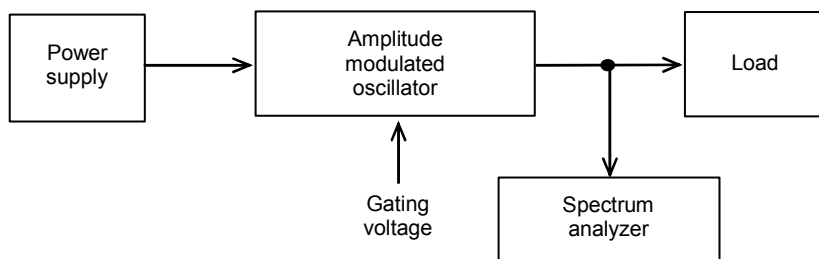 Power
supply
Amplitude
modulated
oscillator
Load
Gating
voltage
Spectrum
analyzer